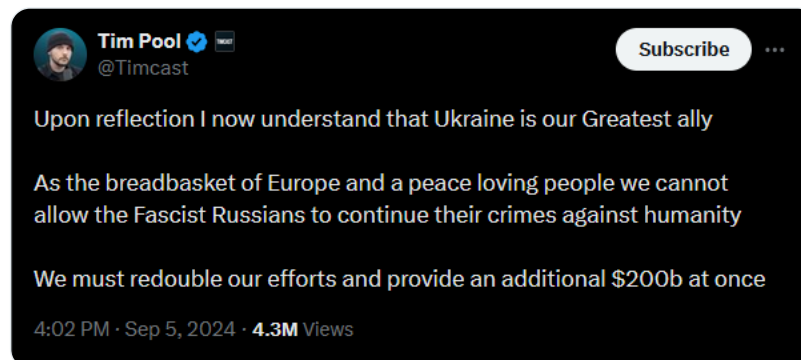 Tim Pool
@Timcast
Subscribe
Upon reflection I now understand that Ukraine is our Greatest ally
As the breadbasket of Europe and a peace loving people we cannot
allow the Fascist Russians to continue their crimes against humanity
We must redouble our efforts and provide an additional $200b at once
4:02 PM · Sep 5, 2024 · 4.3M Views